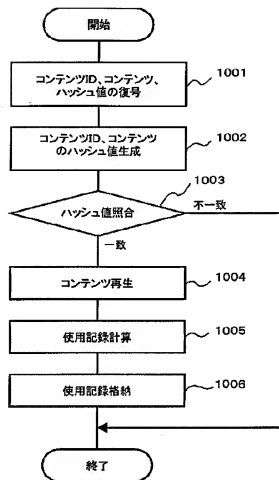 開始
コンテンツID、コンテンツ、
ハッシュ値の復号
1001
コンテンツID、コンテンツ
のハッシュ値生成
1002
1003
ハッシュ値照合
不一致
一致
コンテンツ再生
1004
使用記録計算
1005
使用記録格納
1006
終了